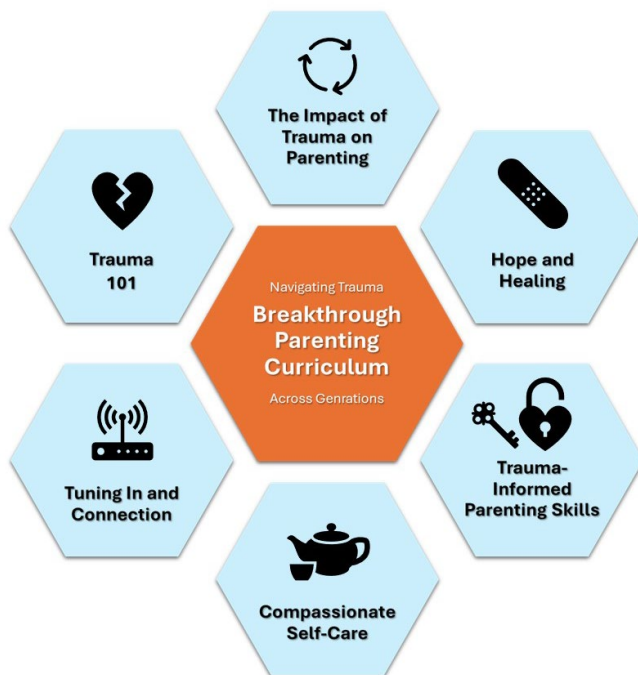 The Impact of
Trauma on
Parenting
Trauma
101
Hope and
Healing
Navigating Trauma
Breakthrough
Parenting
Curriculum
Across Genrations
Tuning In and
Connection
Trauma-
Informed
Parenting Skills
Compassionate
Self-Care